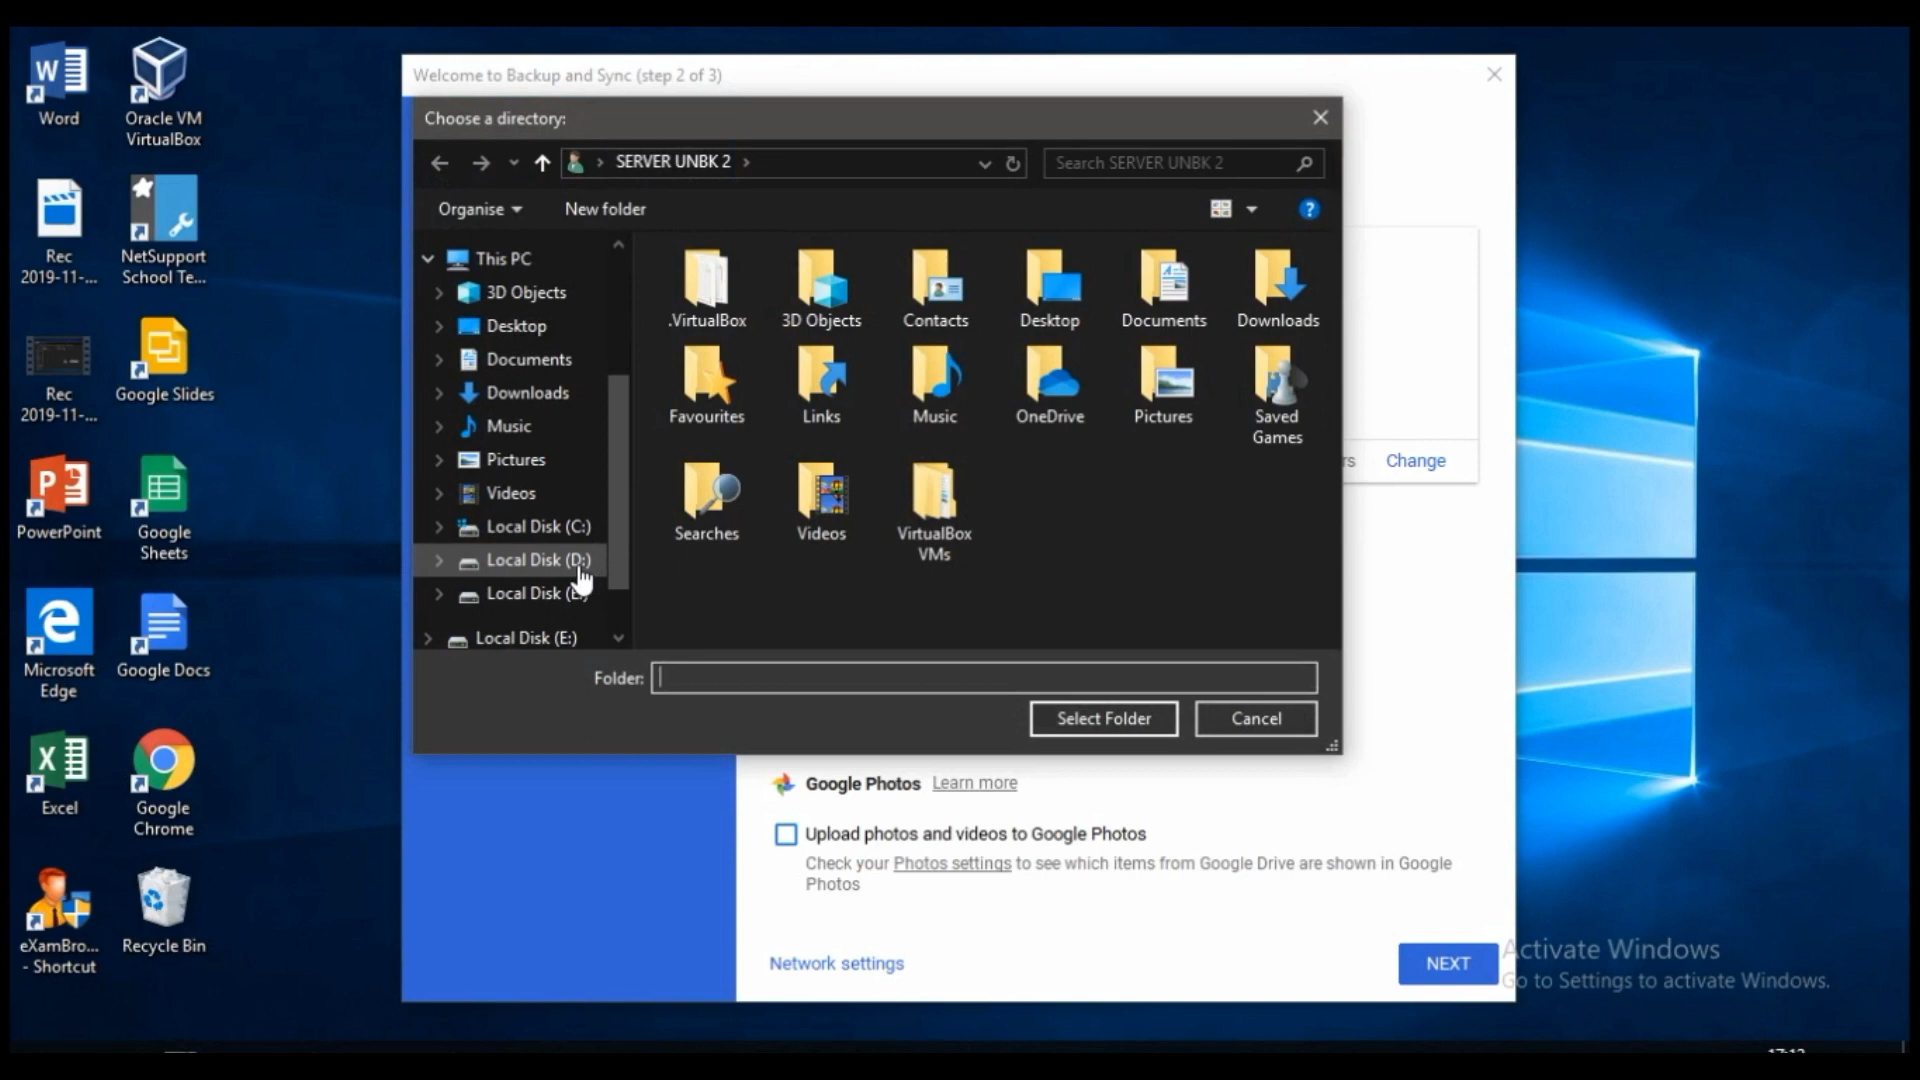 Word
Oracle VM
VirtualBox
Rec
2019-11-...
NetSupport
School Te...
Rec
2019-11-...
Google Slides
PowerPoint
Google
Sheets
Microsoft
Edge
Google Docs
Excel
Google
Chrome
eXamBro...
- Shortcut
Recycle Bin
Welcome to Backup and Sync (step 2 of 3)
Choose a directory:
SERVER UNBK 2
Search SERVER UNBK 2
Organise
New folder
This PC
3D Objects
Desktop
Documents
Downloads
Music
Pictures
Videos
Local Disk (C:)
Local Disk (D:)
Local Disk (E:)
Local Disk (E:)
.VirtualBox
3D Objects
Contacts
Desktop
Documents
Downloads
Favourites
Links
Music
OneDrive
Pictures
Saved
Games
Searches
Videos
VirtualBox
VMs
Folder:
Select Folder
Cancel
Change
Google Photos Learn more
Upload photos and videos to Google Photos
Check your Photos settings to see which items from Google Drive are shown in Google
Photos
Network settings
NEXT
Activate Windows
Go to Settings to activate Windows.